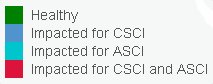 Healthy
Impacted for CSCI
Impacted for ASCI
Impacted for CSCI and ASCI